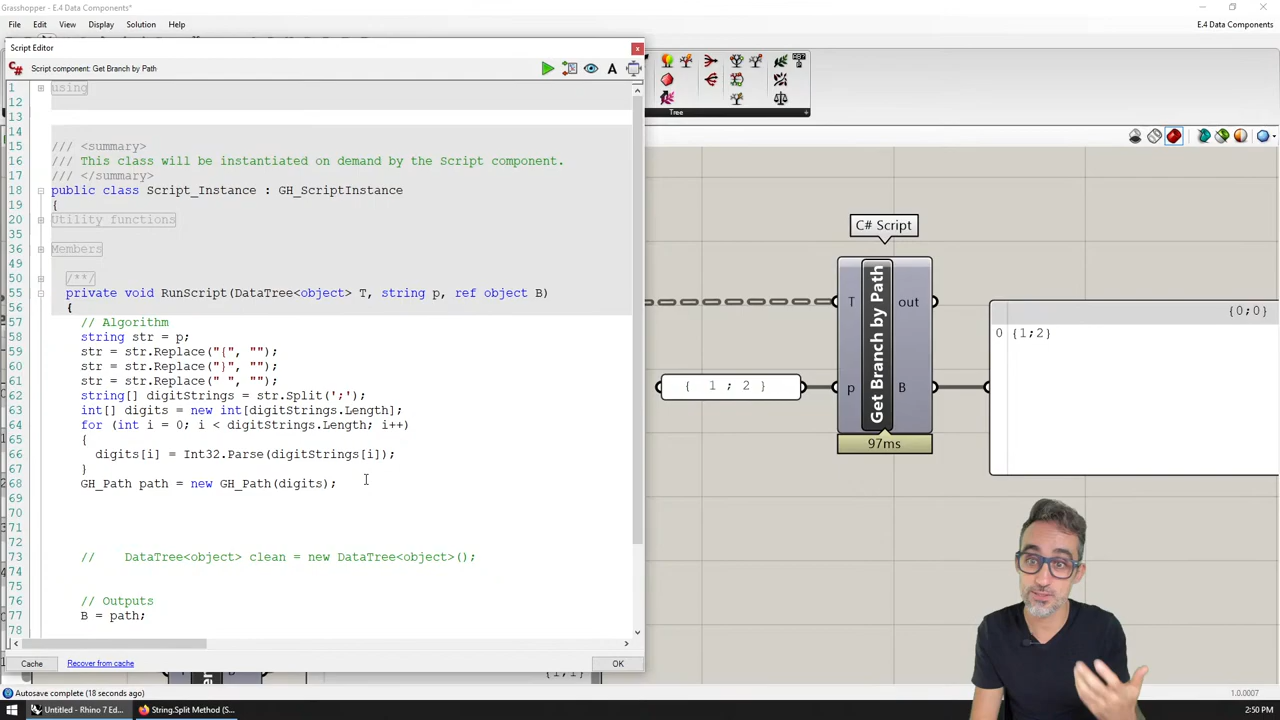 Grasshopper - E.4 Data Components*
File Edit View Display Solution Help
E.4 Data Components
Script Editor
x
C# Script component: Get Branch by Path
A
Tree
1 using
12
13
14
15 /// <summary>
16 /// This class will be instantiated on demand by the Script component.
17 /// </summary>
18 public class Script_Instance : GH_ScriptInstance
19 {
20 Utility functions
35
36 Members
49
50 /**/
55 private void RunScript(DataTree<object> T, string p, ref object B)
56 {
57 // Algorithm
58 string str = p;
59 str = str.Replace("{", "");
60 str = str.Replace("}", "");
61 str = str.Replace(" ", "");
62 string[] digitStrings = str.Split(';');
63 int[] digits = new int[digitStrings.Length];
64 for (int i = 0; i < digitStrings.Length; i++)
65 {
66 digits[i] = Int32.Parse(digitStrings[i]);
67 }
68 GH_Path path = new GH_Path(digits);
69
70
71
72
73 // DataTree<object> clean = new DataTree<object>();
74
75
76 // Outputs
77 B = path;
78
Cache
Recover from cache
OK
C# Script
T
p
Get Branch by Path
out
B
97ms
{ 1 ; 2 }
{0;0}
0 {1;2}
Autosave complete (18 seconds ago)
1.0.0007
Untitled - Rhino 7 Ed...
String.Split Method (S...
2:50 PM